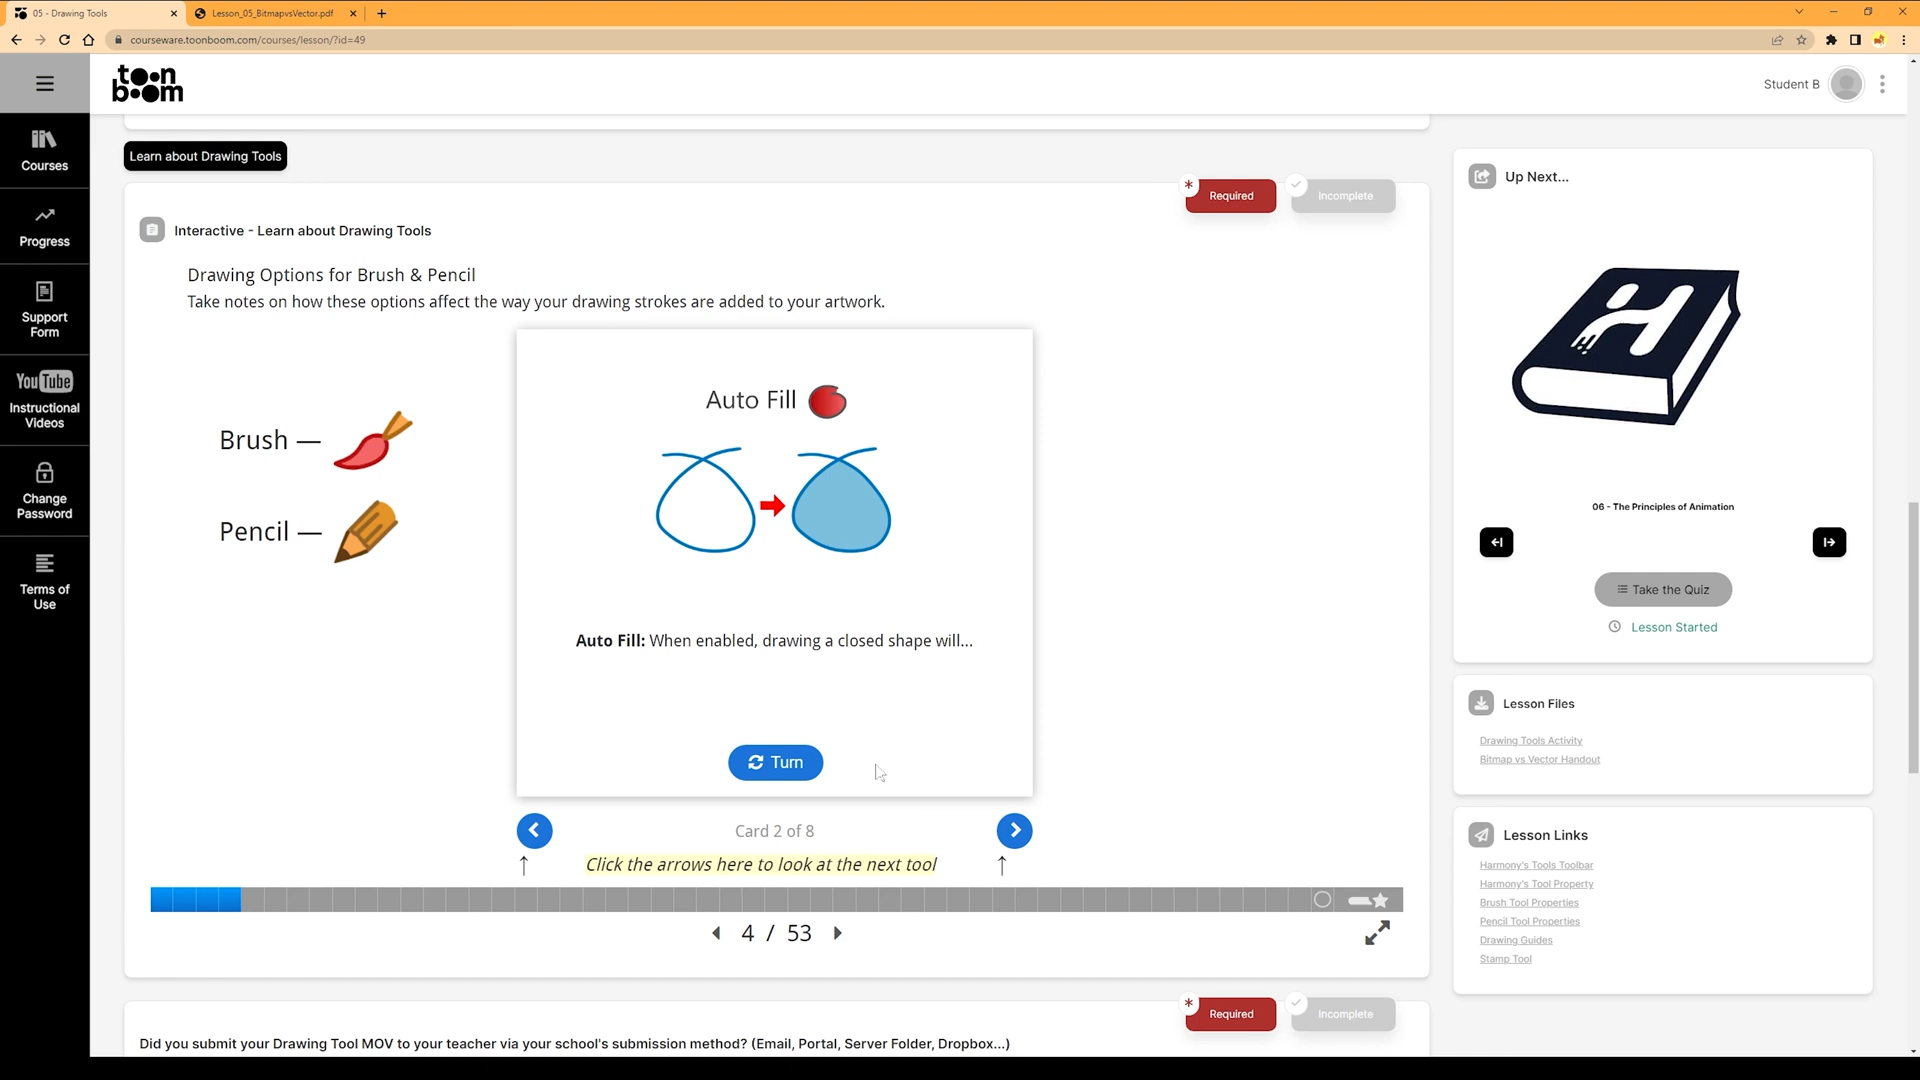 05 - Drawing Tools
Lesson_05_BitmapvsVector.pdf
courseware.toonboom.com/courses/lesson/?id=49
toon
boom
Student B
Courses
Progress
Support
Form
YouTube
Instructional
Videos
Change
Password
Terms of
Use
Learn about Drawing Tools
* Required
Incomplete
Interactive - Learn about Drawing Tools
Drawing Options for Brush & Pencil
Take notes on how these options affect the way your drawing strokes are added to your artwork.
Brush —
Pencil —
Auto Fill
Auto Fill: When enabled, drawing a closed shape will...
Turn
Card 2 of 8
↑ Click the arrows here to look at the next tool ↑
4 / 53
* Required
Incomplete
Did you submit your Drawing Tool MOV to your teacher via your school's submission method? (Email, Portal, Server Folder, Dropbox...)
Up Next...
06 - The Principles of Animation
Take the Quiz
Lesson Started
Lesson Files
Drawing Tools Activity
Bitmap vs Vector Handout
Lesson Links
Harmony's Tools Toolbar
Harmony's Tool Property
Brush Tool Properties
Pencil Tool Properties
Drawing Guides
Stamp Tool